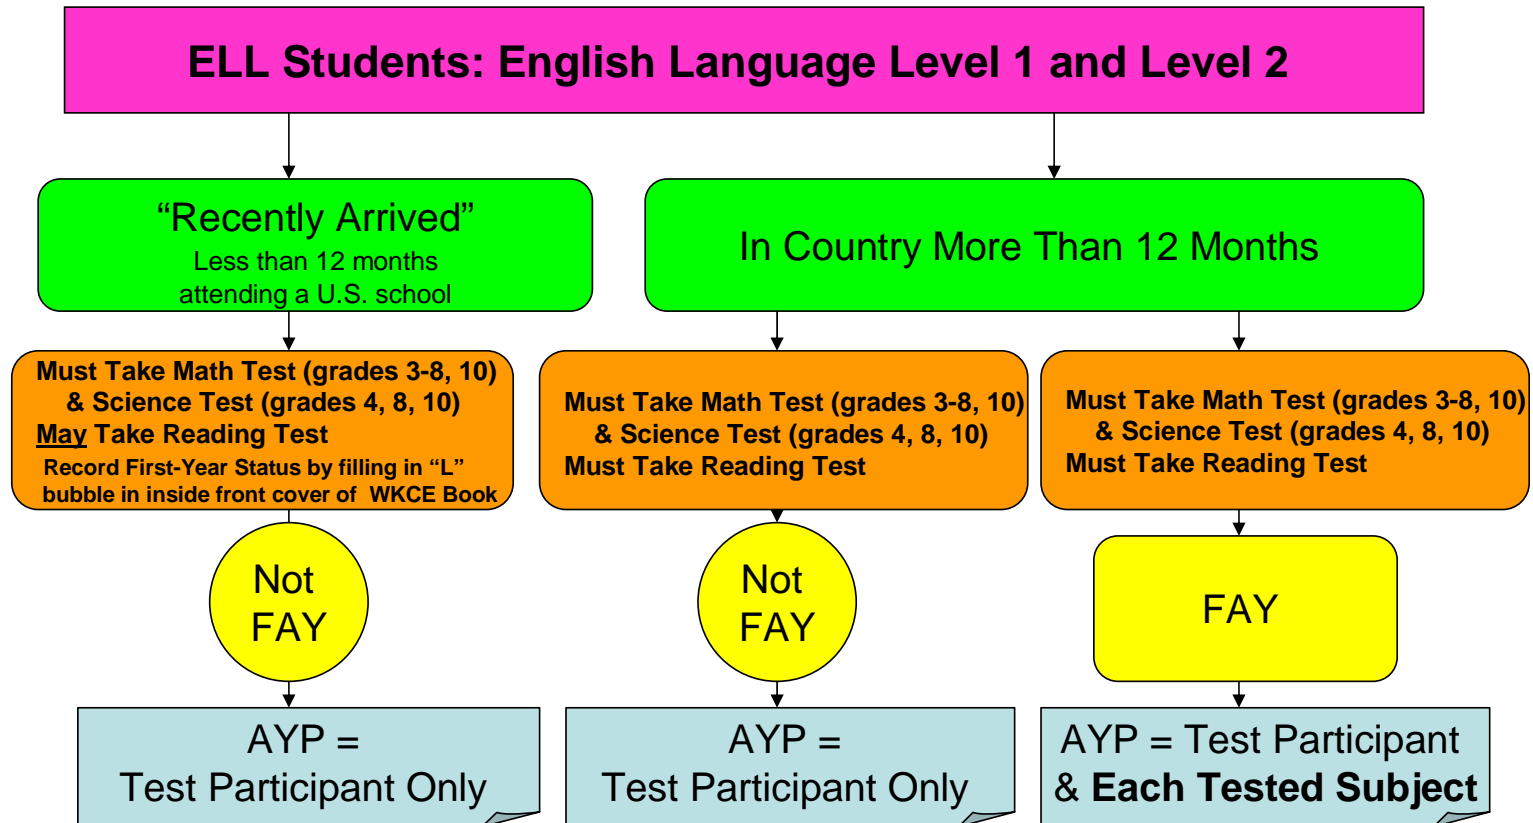 ELL Students: English Language Level 1 and Level 2
“Recently Arrived”
Less than 12 months
attending a U.S. school
In Country More Than 12 Months
Must Take Math Test (grades 3-8, 10)
& Science Test (grades 4, 8, 10)
May Take Reading Test
Record First-Year Status by filling in “L”
bubble in inside front cover of WKCE Book
Must Take Math Test (grades 3-8, 10)
& Science Test (grades 4, 8, 10)
Must Take Reading Test
Must Take Math Test (grades 3-8, 10)
& Science Test (grades 4, 8, 10)
Must Take Reading Test
Not
FAY
Not
FAY
FAY
AYP =
Test Participant Only
AYP =
Test Participant Only
AYP = Test Participant
& Each Tested Subject